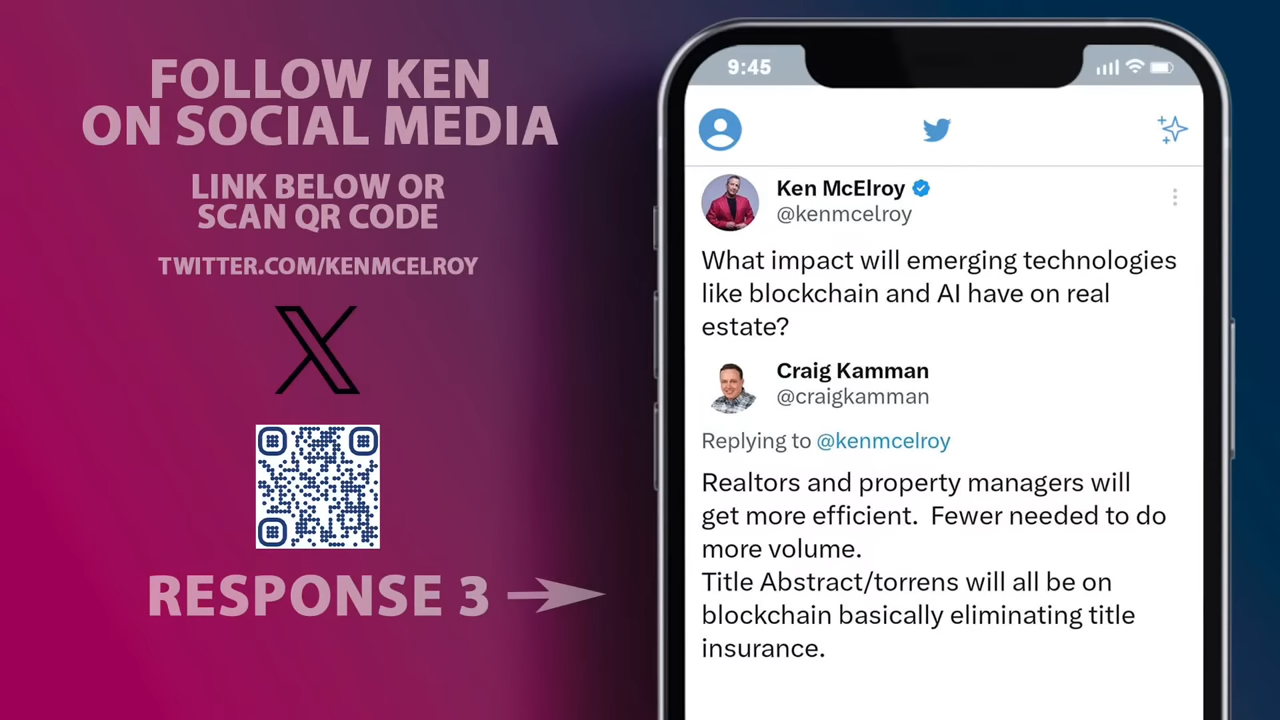 FOLLOW KEN
ON SOCIAL MEDIA
LINK BELOW OR
SCAN QR CODE
TWITTER.COM/KENMCELROY
RESPONSE 3
9:45
Ken McElroy
@kenmcelroy
What impact will emerging technologies
like blockchain and AI have on real
estate?
Craig Kamman
@craigkamman
Replying to @kenmcelroy
Realtors and property managers will
get more efficient.  Fewer needed to do
more volume.
Title Abstract/torrens will all be on
blockchain basically eliminating title
insurance.